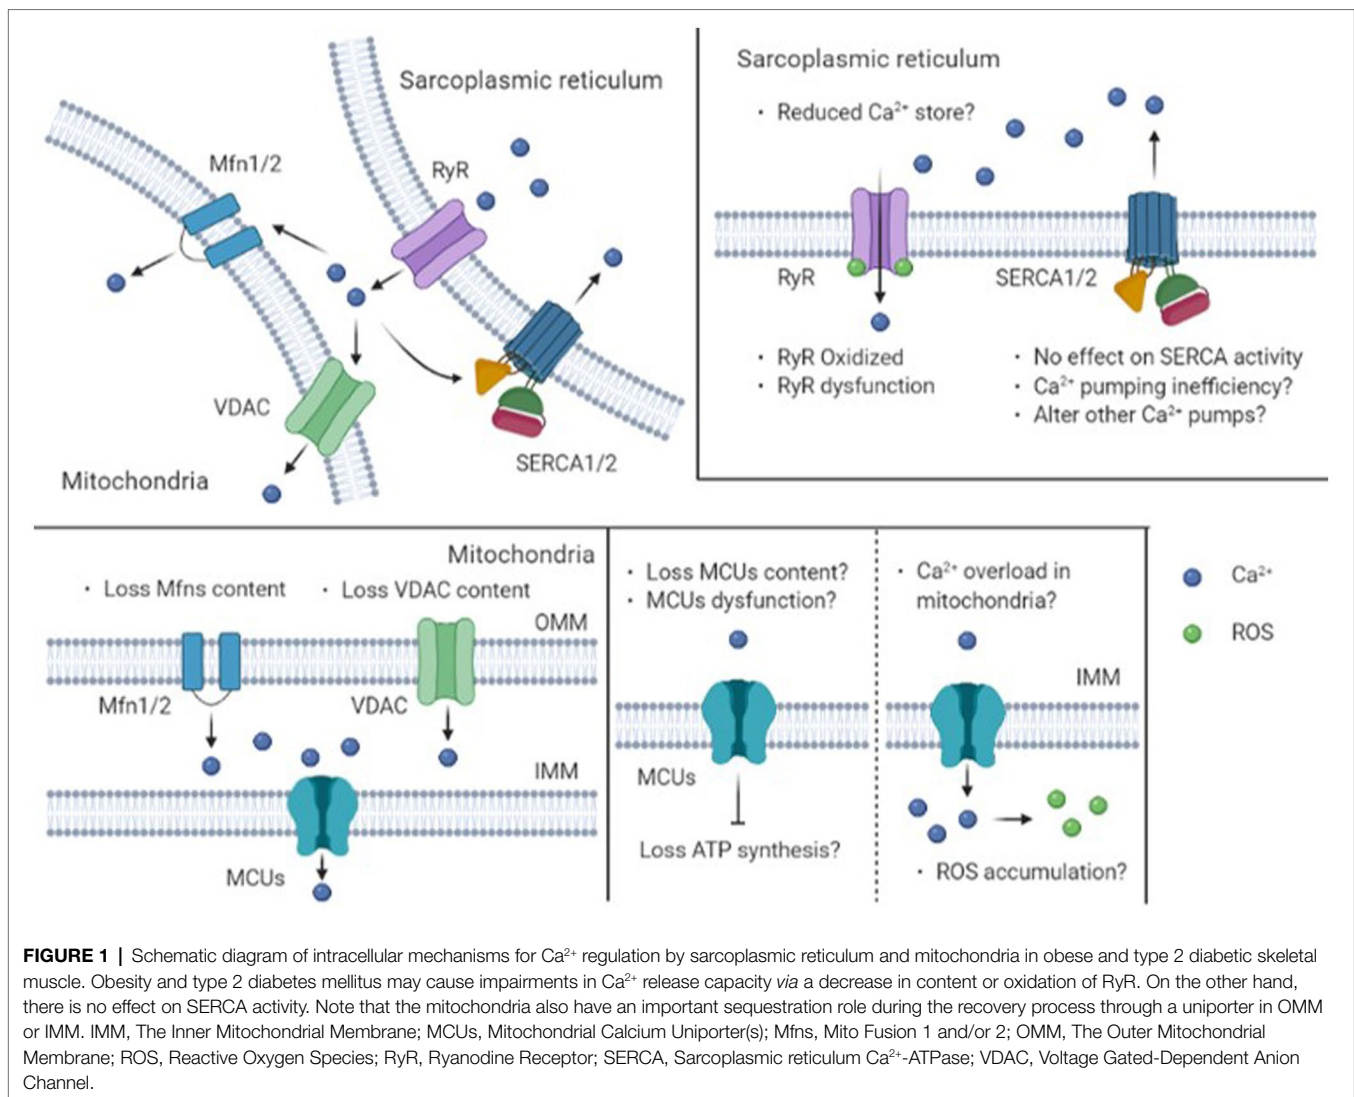 Sarcoplasmic reticulum
Mfn1/2
RyR
VDAC
SERCA1/2
Mitochondria
Sarcoplasmic reticulum
· Reduced Ca²⁺ store?
RyR
SERCA1/2
· RyR Oxidized
· RyR dysfunction
· No effect on SERCA activity
· Ca²⁺ pumping inefficiency?
· Alter other Ca²⁺ pumps?
Mitochondria
· Loss Mfns content
· Loss VDAC content
OMM
Mfn1/2
VDAC
IMM
MCUs
· Loss MCUs content?
· MCUs dysfunction?
MCUs
Loss ATP synthesis?
· Ca²⁺ overload in
mitochondria?
IMM
· ROS accumulation?
Ca²⁺
ROS
FIGURE 1 | Schematic diagram of intracellular mechanisms for Ca²⁺ regulation by sarcoplasmic reticulum and mitochondria in obese and type 2 diabetic skeletal
muscle. Obesity and type 2 diabetes mellitus may cause impairments in Ca²⁺ release capacity via a decrease in content or oxidation of RyR. On the other hand,
there is no effect on SERCA activity. Note that the mitochondria also have an important sequestration role during the recovery process through a uniporter in OMM
or IMM. IMM, The Inner Mitochondrial Membrane; MCUs, Mitochondrial Calcium Uniporter(s); Mfns, Mito Fusion 1 and/or 2; OMM, The Outer Mitochondrial
Membrane; ROS, Reactive Oxygen Species; RyR, Ryanodine Receptor; SERCA, Sarcoplasmic reticulum Ca²⁺-ATPase; VDAC, Voltage Gated-Dependent Anion
Channel.